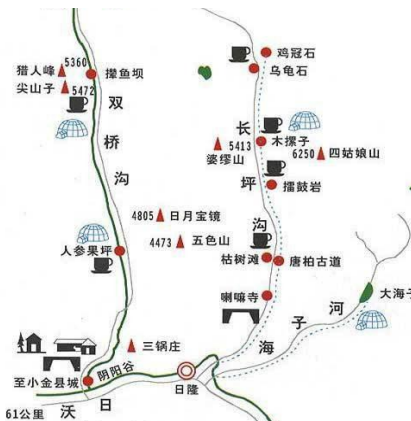 鸡冠石
乌龟石
5360
猎人峰
撵鱼坝
尖山子
5472
双桥沟
长坪沟
5413
婆缪山
木摞子
6250
四姑娘山
擂鼓岩
4805
日月宝镜
4473
五色山
人参果坪
枯树滩
唐柏古道
喇嘛寺
大海子
海子河
三锅庄
阴阳谷
至小金县城
日隆
61公里
沃日